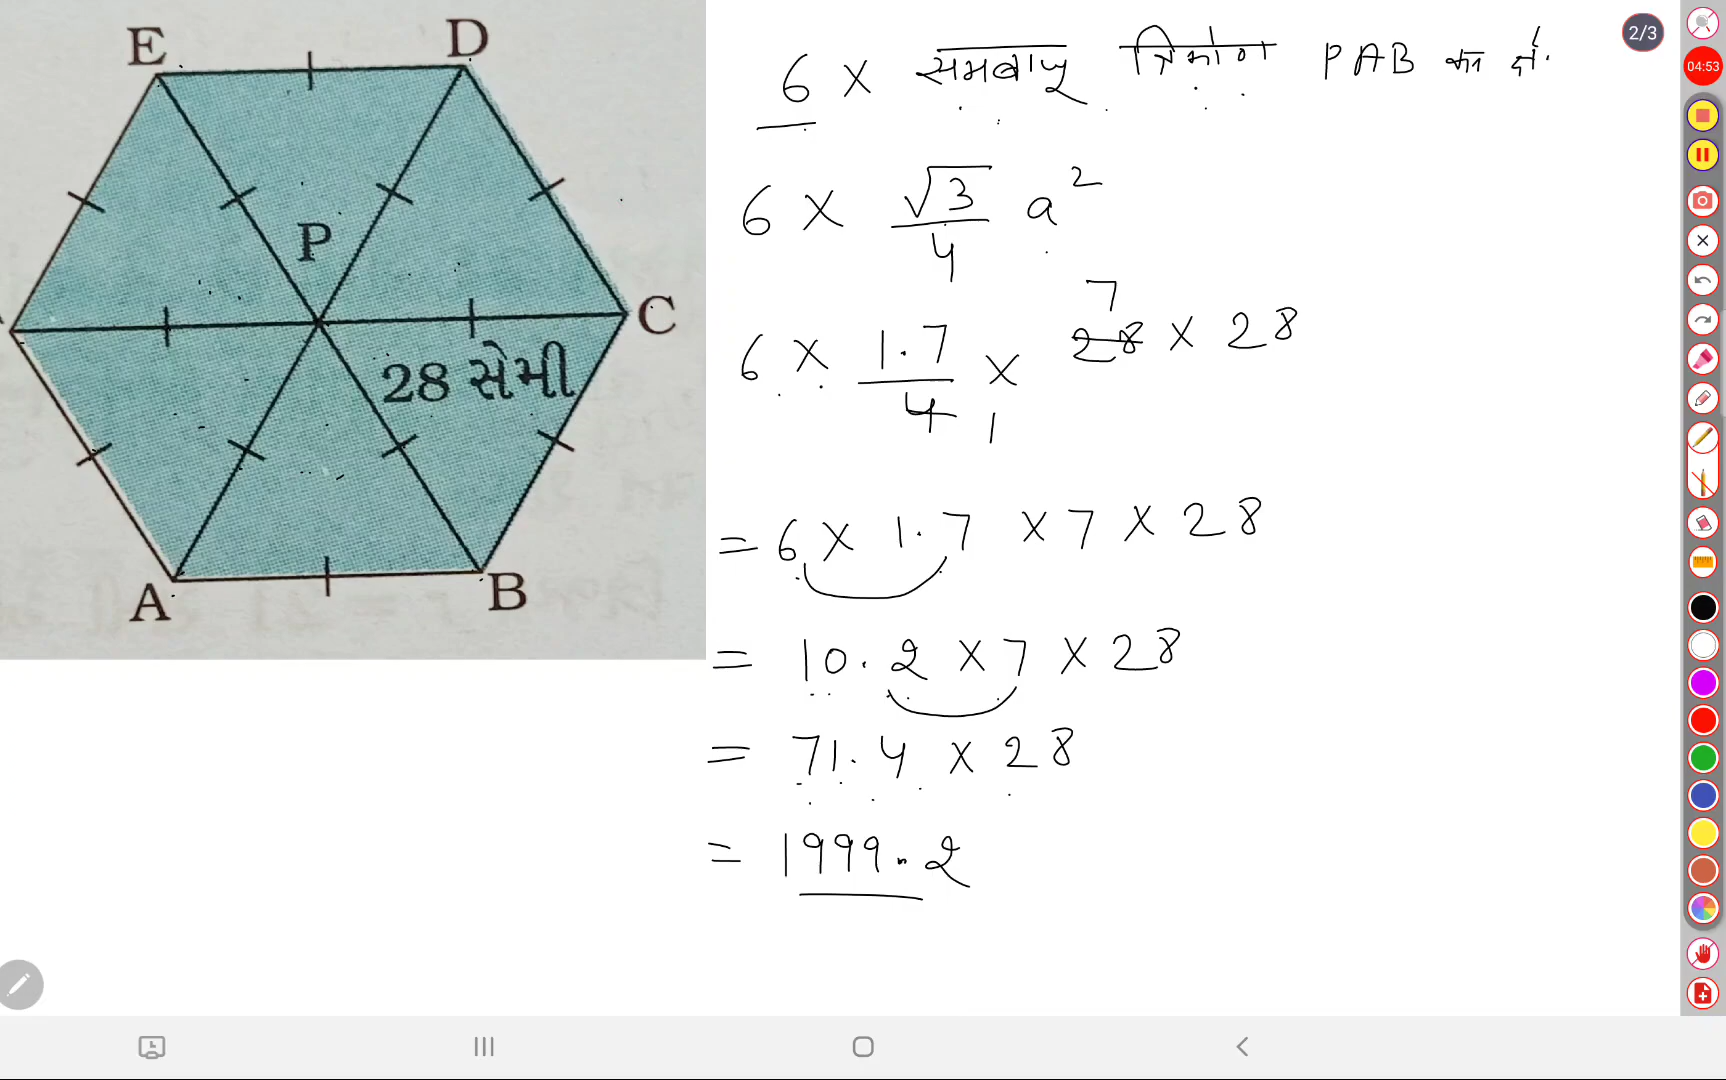 2/3
04:53
E D
P
C
28 સેમી
A B
6 × समबाजु त्रिकोण PAB का क्षे.
6 × √3/4 a²
7
6 × 1.7/4 × 28 × 28
1
= 6 × 1.7 × 7 × 28
= 10.2 × 7 × 28
= 71.4 × 28
= 1999.2